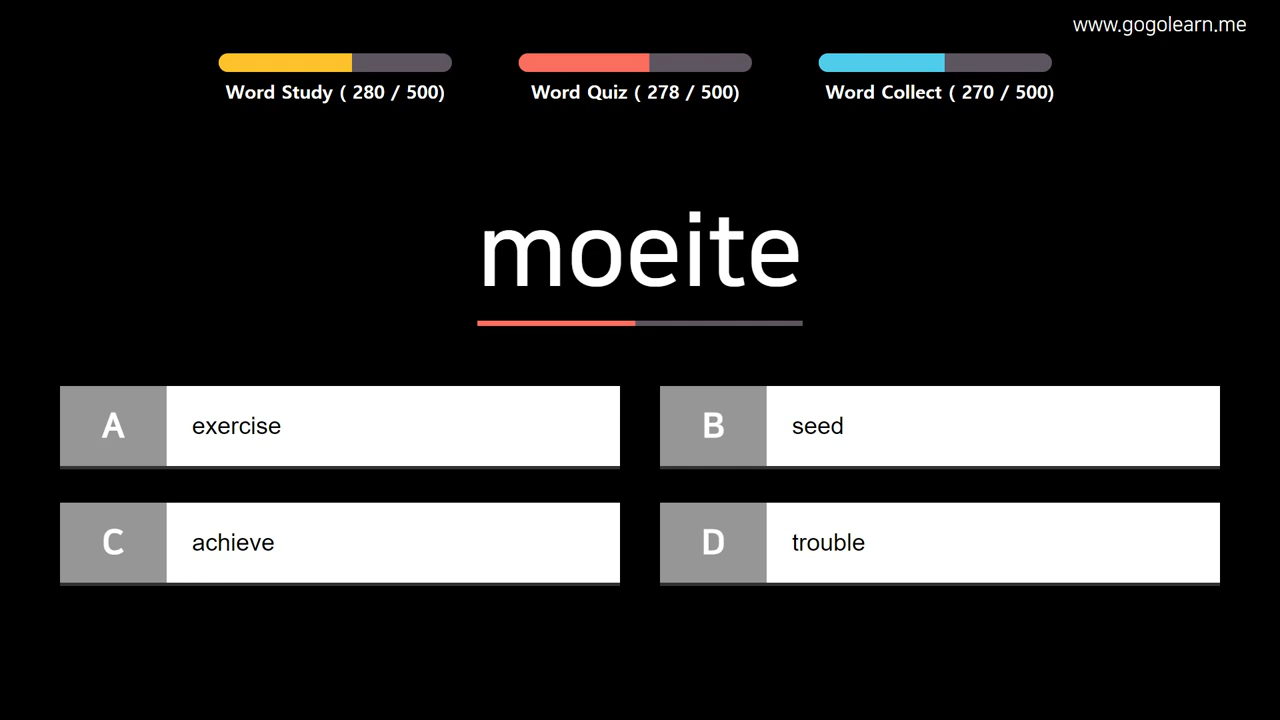 www.gogolearn.me
Word Study ( 280 / 500)
Word Quiz ( 278 / 500)
Word Collect ( 270 / 500)
moeite
A exercise
B seed
C achieve
D trouble